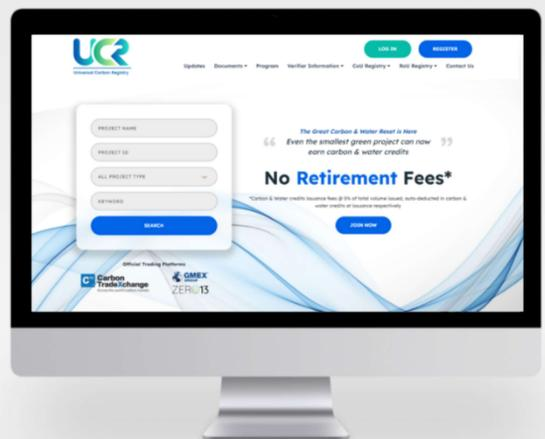 UCR
Universal Carbon Registry
LOG IN
REGISTER
Updates Documents Program Verifier Information CoU Registry RoU Registry Contact Us
PROJECT NAME
PROJECT ID
ALL PROJECT TYPE
KEYWORD
SEARCH
The Great Carbon & Water Reset is Here
“ Even the smallest green project can now ”
earn carbon & water credits
No Retirement Fees*
*Carbon & Water credits issuance fees @ 5% of total volume issued, auto-deducted in carbon &
water credits at issuance respectively
JOIN NOW
Official Trading Platforms
Carbon
TradeXchange
GMEX
ZERO13